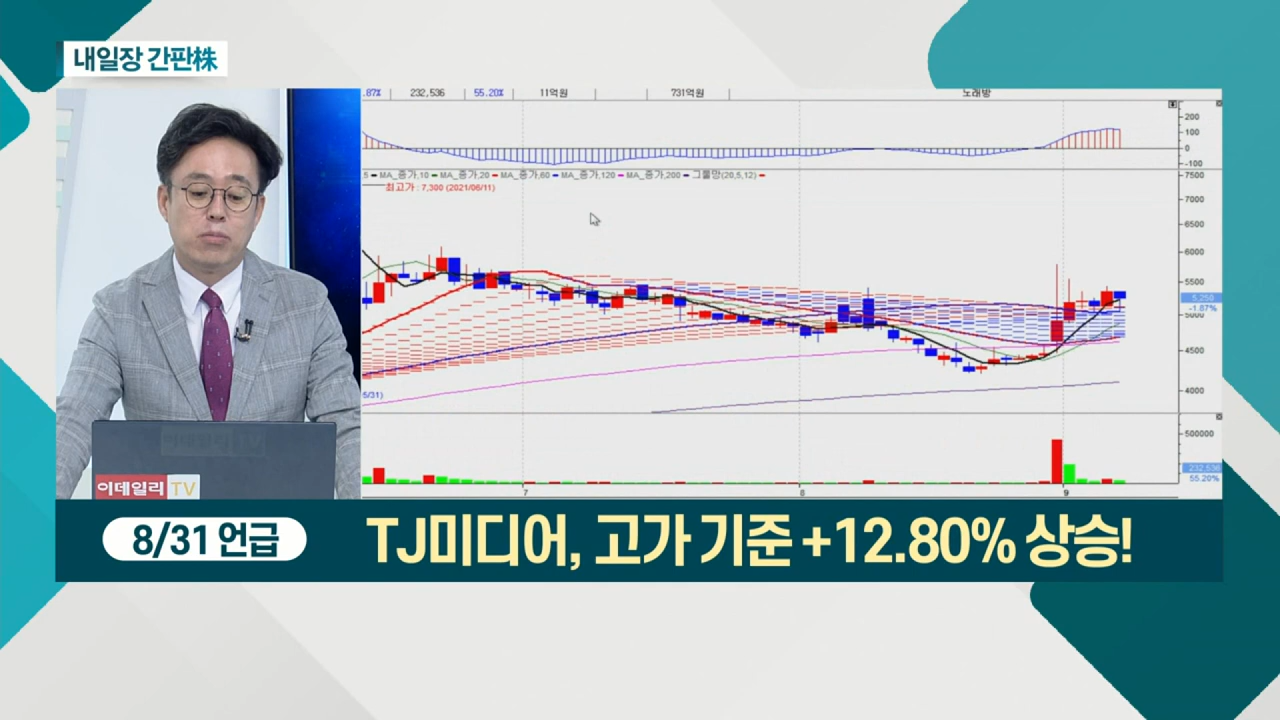 내일장 간판株
.87% 232,536 55.20% 11억원 731억원 노래방
200
100
0
-100
5 MA_종가,10 MA_종가,20 MA_종가,60 MA_종가,120 MA_종가,200 그물망(20,5,12)
최고가 : 7,300 (2021/06/11)
7500
7000
6500
6000
5500
5,250
-1.87%
5000
4500
4000
5/31)
500000
232,536
55.20%
7 8 9
이데일리TV
8/31 언급
TJ미디어, 고가 기준 +12.80% 상승!